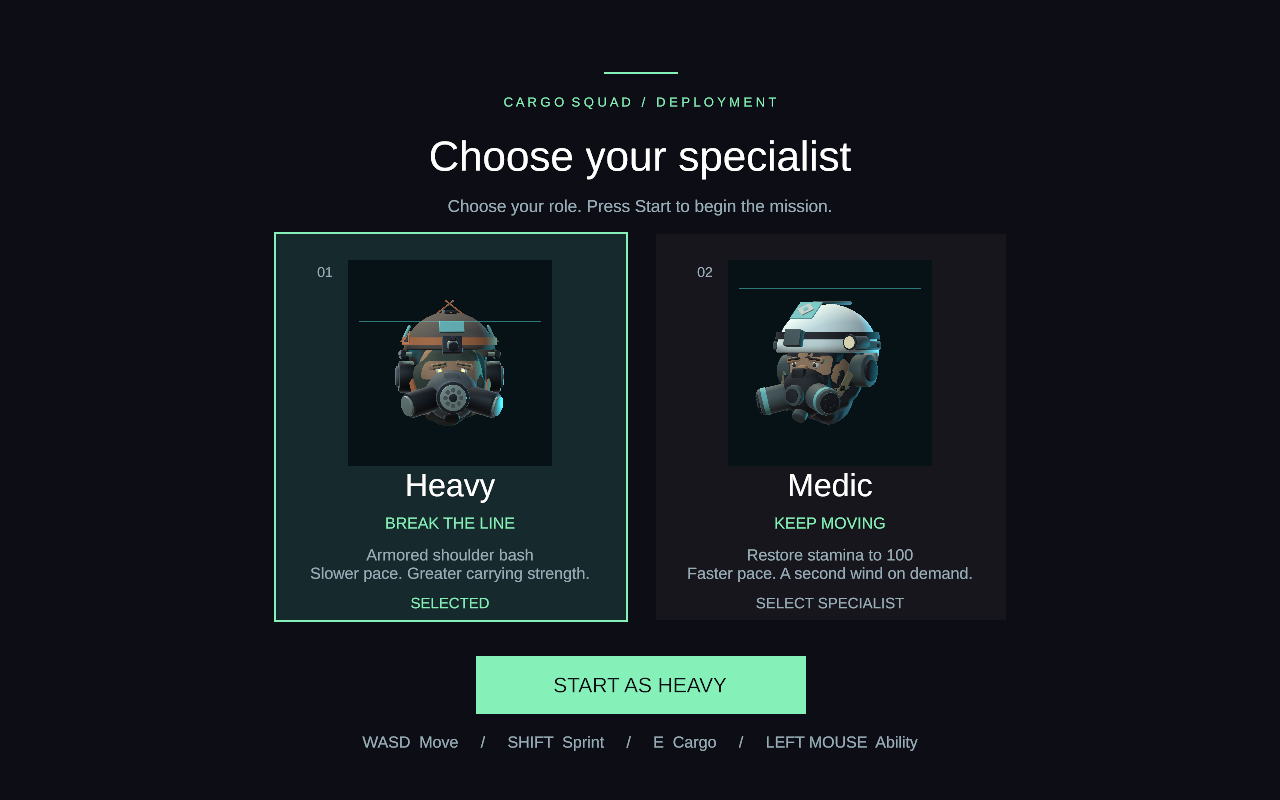 CARGO SQUAD / DEPLOYMENT
Choose your specialist
Choose your role. Press Start to begin the mission.
01
Heavy
BREAK THE LINE
Armored shoulder bash
Slower pace. Greater carrying strength.
SELECTED
02
Medic
KEEP MOVING
Restore stamina to 100
Faster pace. A second wind on demand.
SELECT SPECIALIST
START AS HEAVY
WASD Move / SHIFT Sprint / E Cargo / LEFT MOUSE Ability